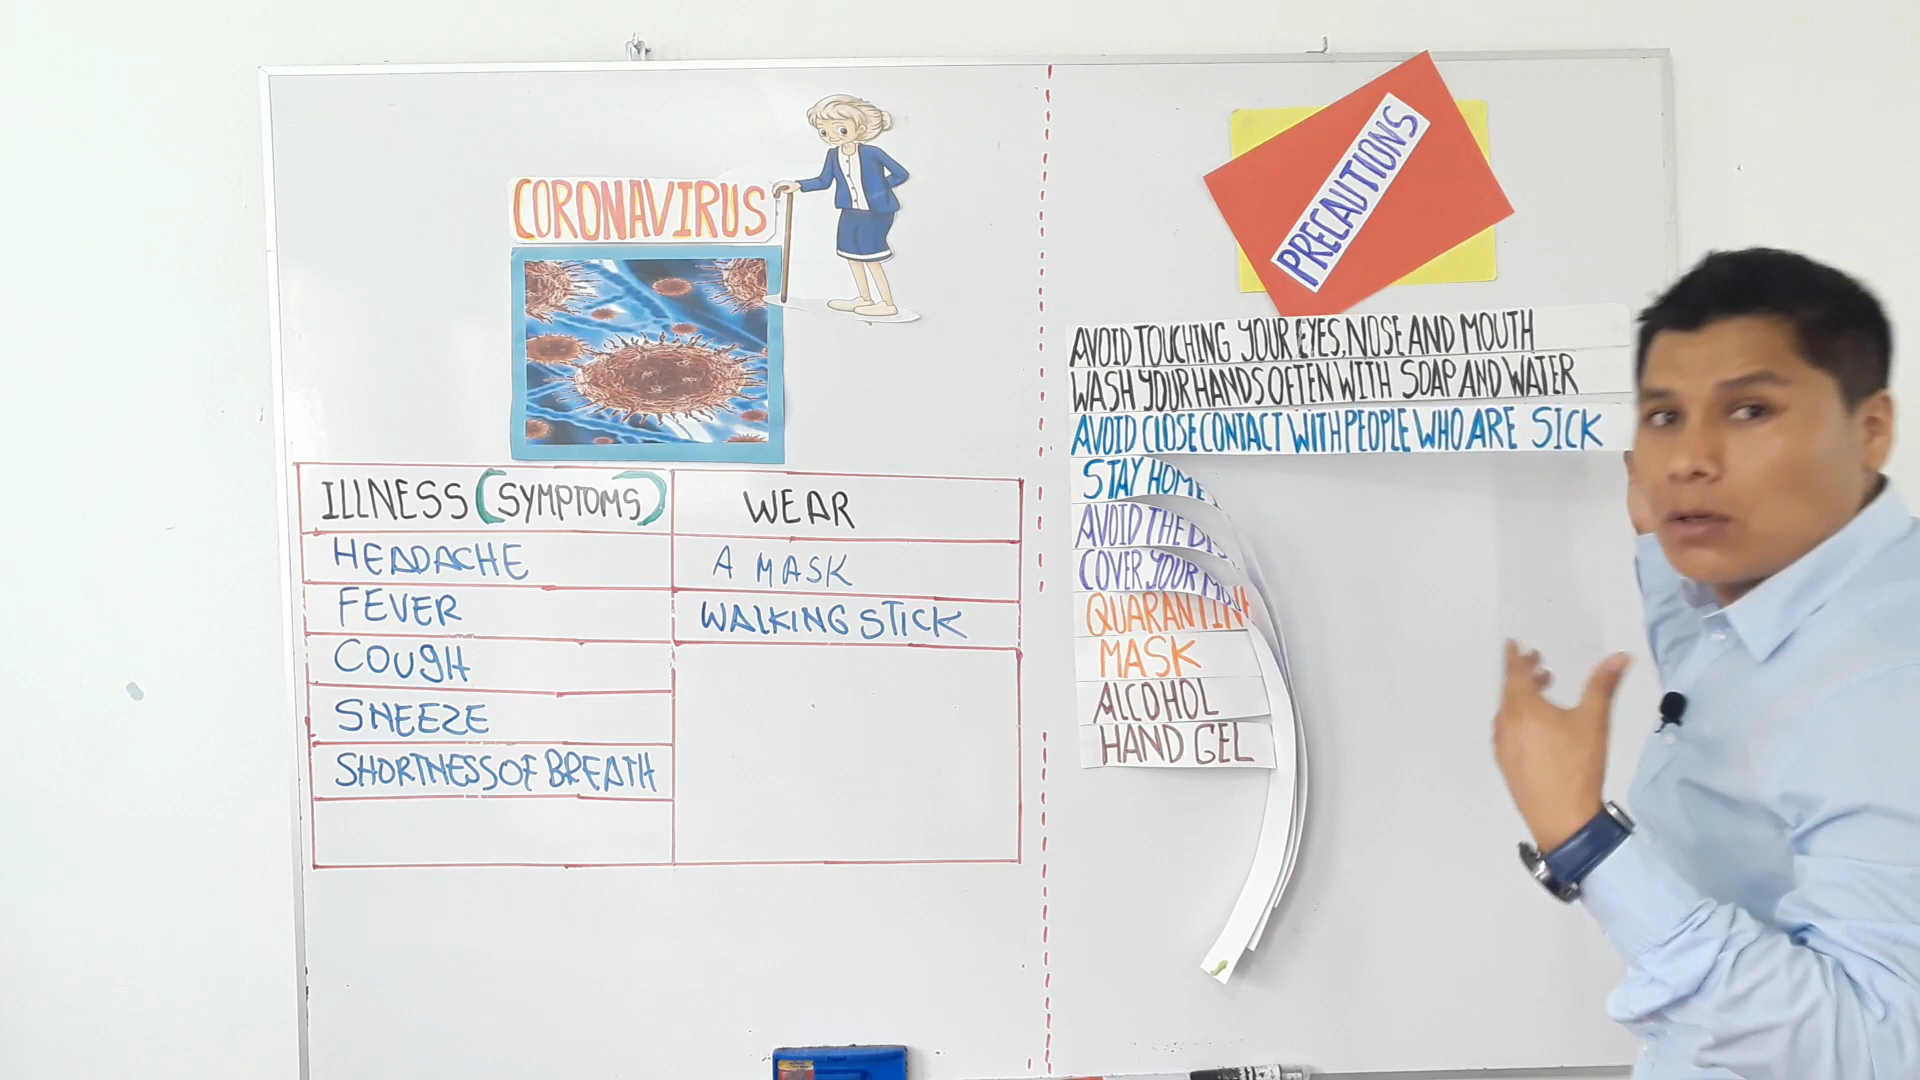 CORONAVIRUS
ILLNESS (SYMPTOMS)
WEAR
HEADACHE
A MASK
FEVER
WALKING STICK
COUGH
SNEEZE
SHORTNESS OF BREATH
PRECAUTIONS
AVOID TOUCHING YOUR EYES, NOSE AND MOUTH
WASH YOUR HANDS OFTEN WITH SOAP AND WATER
AVOID CLOSE CONTACT WITH PEOPLE WHO ARE SICK
STAY HOME
AVOID THE
COVER YOUR
QUARANTIN
MASK
ALCOHOL
HAND GEL